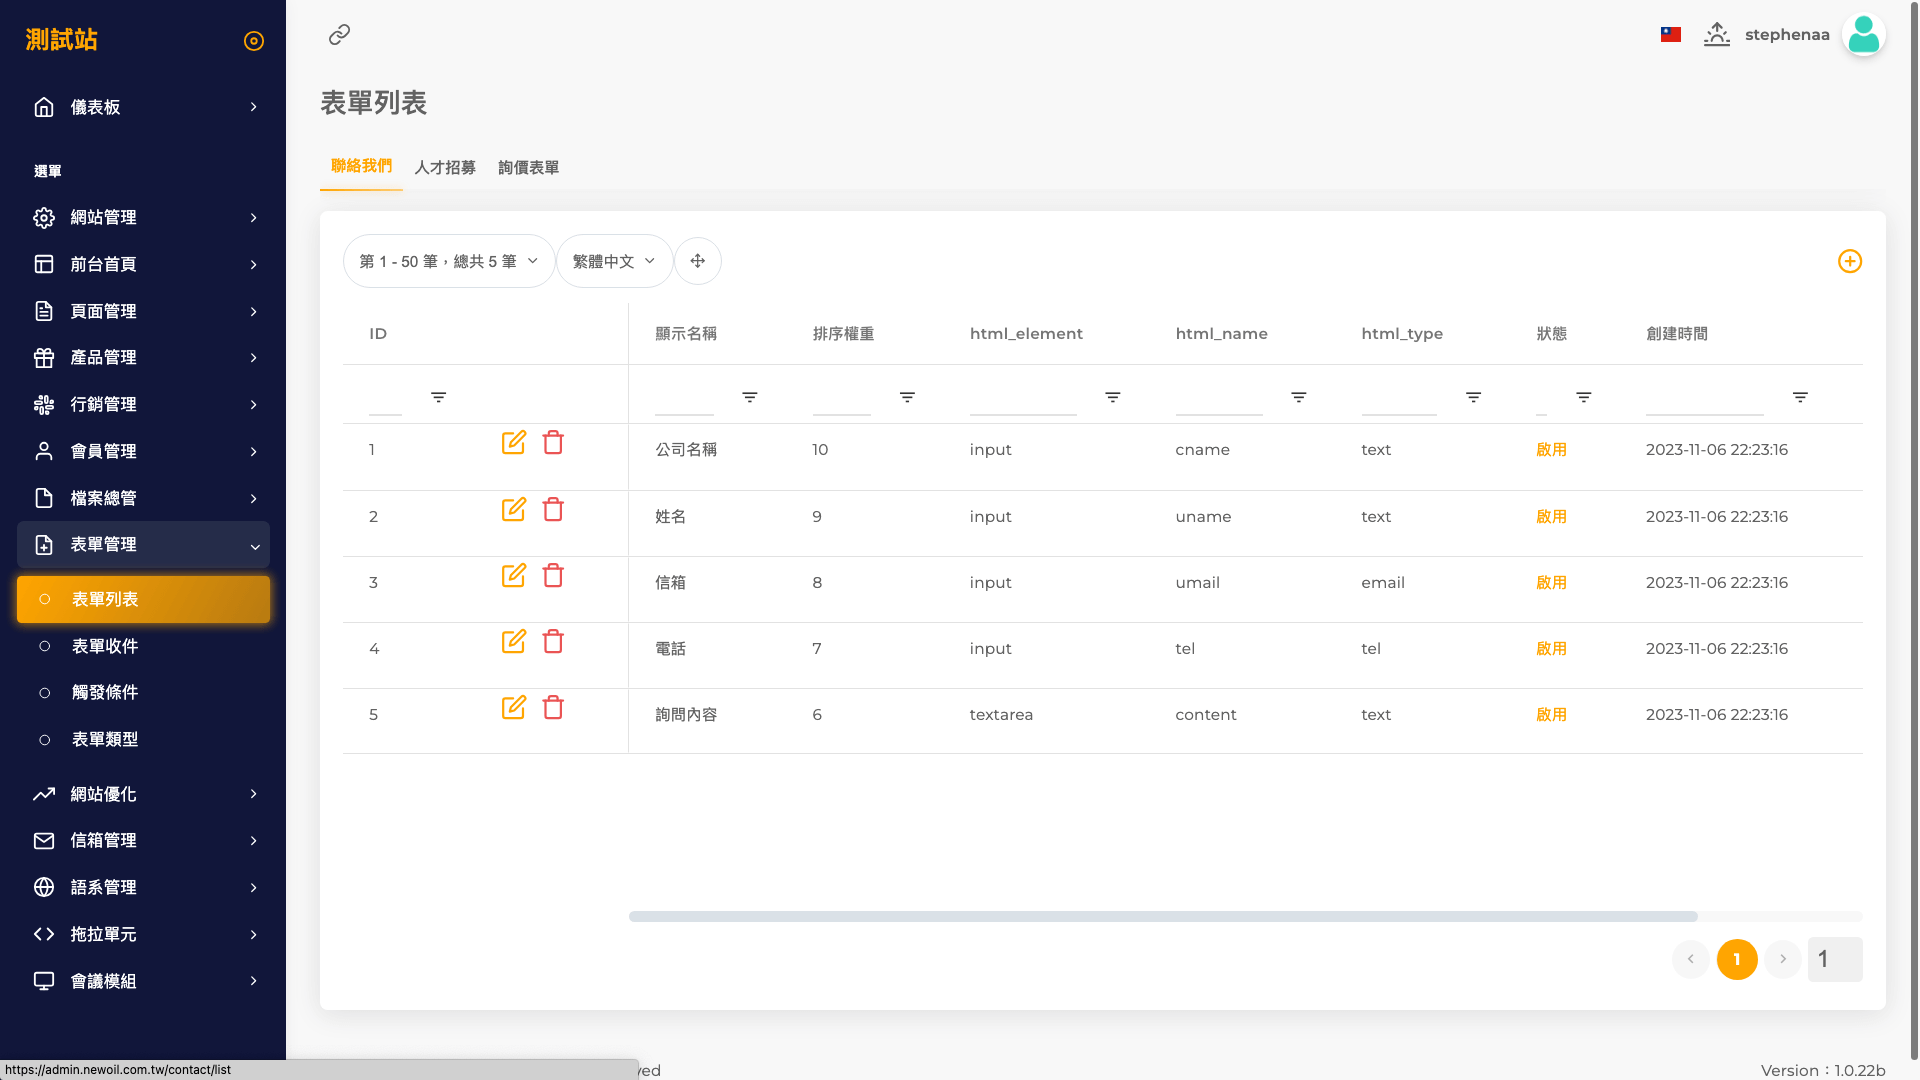 測試站
儀表板
選單
網站管理
前台首頁
頁面管理
產品管理
行銷管理
會員管理
檔案總管
表單管理
表單列表
表單收件
觸發條件
表單類型
網站優化
信箱管理
語系管理
拖拉單元
會議模組
stephenaa
表單列表
聯絡我們 人才招募 詢價表單
第 1 - 50 筆，總共 5 筆 繁體中文
ID 顯示名稱 排序權重 html_element html_name html_type 狀態 創建時間
1 公司名稱 10 input cname text 啟用 2023-11-06 22:23:16
2 姓名 9 input uname text 啟用 2023-11-06 22:23:16
3 信箱 8 input umail email 啟用 2023-11-06 22:23:16
4 電話 7 input tel tel 啟用 2023-11-06 22:23:16
5 詢問內容 6 textarea content text 啟用 2023-11-06 22:23:16
1 1
Version：1.0.22b
https://admin.newoil.com.tw/contact/list